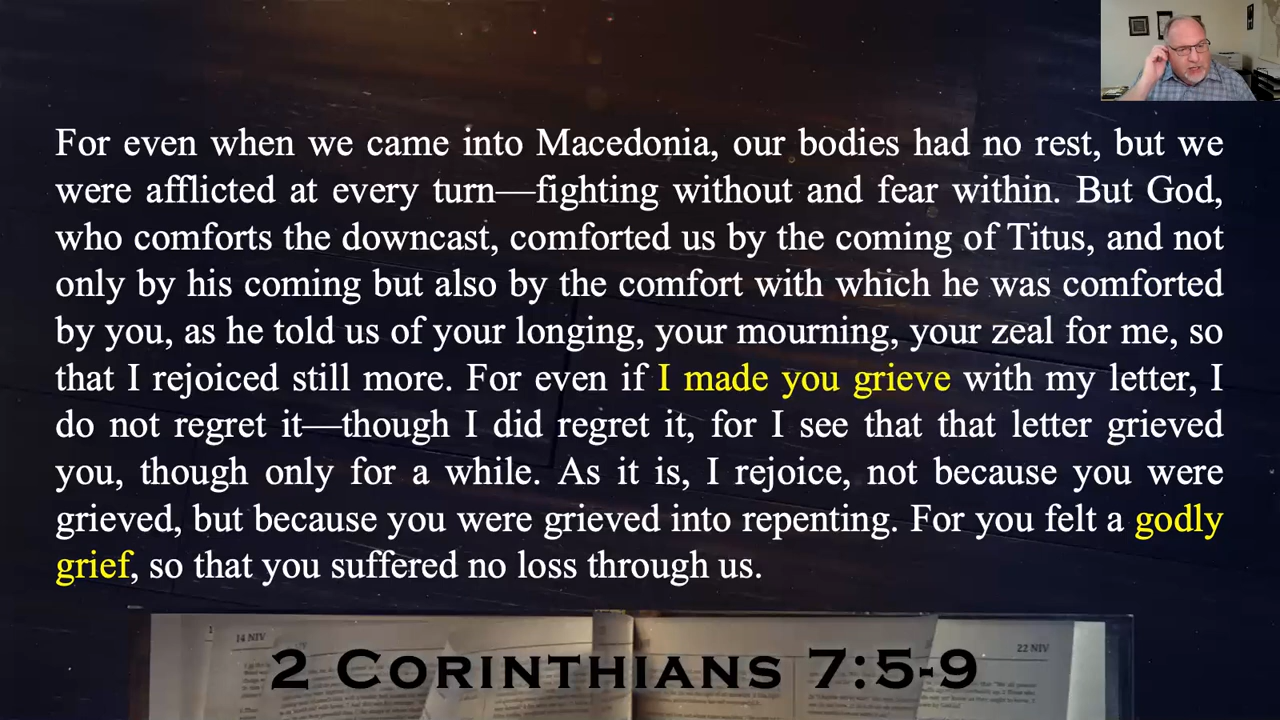 For even when we came into Macedonia, our bodies had no rest, but we
were afflicted at every turn—fighting without and fear within. But God,
who comforts the downcast, comforted us by the coming of Titus, and not
only by his coming but also by the comfort with which he was comforted
by you, as he told us of your longing, your mourning, your zeal for me, so
that I rejoiced still more. For even if I made you grieve with my letter, I
do not regret it—though I did regret it, for I see that that letter grieved
you, though only for a while. As it is, I rejoice, not because you were
grieved, but because you were grieved into repenting. For you felt a godly
grief, so that you suffered no loss through us.
14 NIV
22 NIV
2 Corinthians 7:5-9